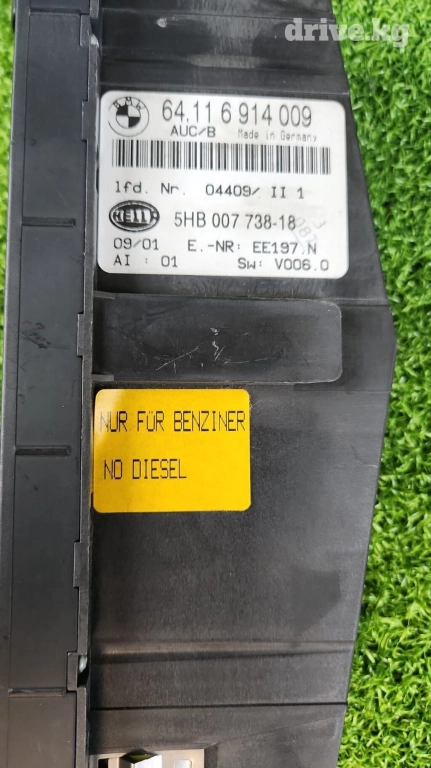 drive.kg
BMW
64.11 6 914 009
AUC/B Made in Germany
lfd. Nr. 04409/ II 1
HELLA 5HB 007 738-18
09/01 E.-NR: EE197.N
AI : 01 SW: V006.0
NUR FÜR BENZINER
NO DIESEL